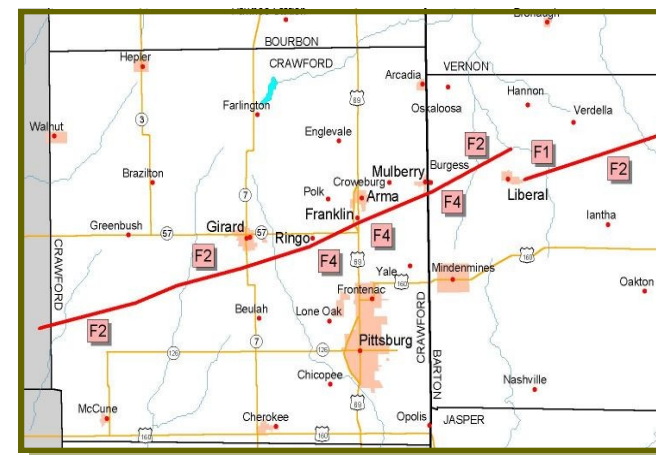 BOURBON
Hepler
CRAWFORD
VERNON
Arcadia
Hannon
Oskaloosa
69
Farlington
Verdella
3
Walnut
Englevale
F2
F1
Mulberry
Burgess
Brazilton
Croweburg
Liberal
7
Polk
Arma
F4
Franklin
Iantha
Greenbush
57
Girard
57
Ringo
F4
CRAWFORD
F2
F4
69
160
Yale
Mindenmines
160
Oakton
Frontenac
Beulah
Lone Oak
CRAWFORD
F2
Pittsburg
7
126
126
BARTON
Chicopee
Nashville
69
McCune
Cherokee
Opolis
JASPER
160
160